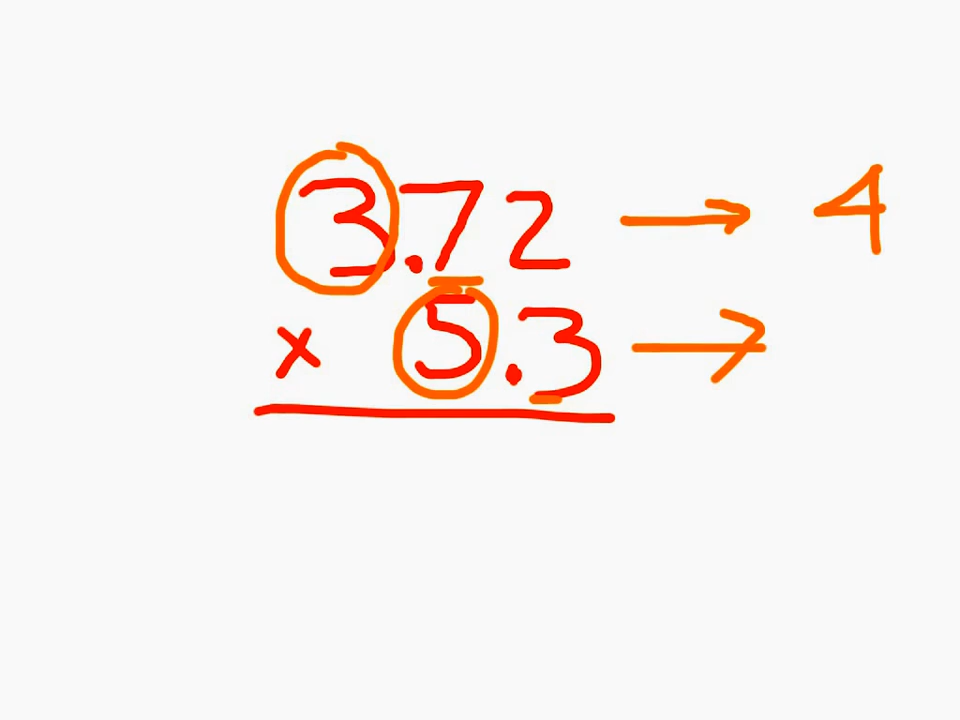 3.72 → 4
x 5.3 →